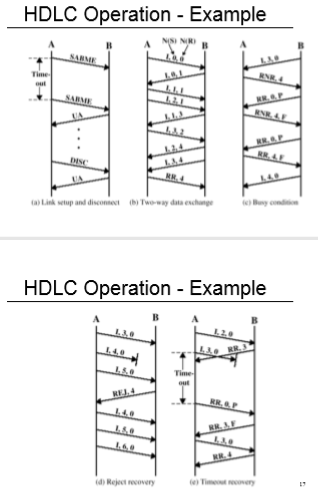 HDLC Operation - Example
A B
SABME
Time-
out
SABME
UA
DISC
UA
(a) Link setup and disconnect
A N(S) N(R) B
I, 0, 0
I, 0, 1
I, 1, 1
I, 2, 1
I, 1, 3
I, 3, 2
I, 2, 4
I, 3, 4
RR, 4
(b) Two-way data exchange
A B
I, 3, 0
RNR, 4
RR, 0, P
RNR, 4, F
RR, 0, P
RR, 4, F
I, 4, 0
(c) Busy condition
HDLC Operation - Example
A B
I, 3, 0
I, 4, 0
I, 5, 0
REJ, 4
I, 4, 0
I, 5, 0
I, 6, 0
(d) Reject recovery
A B
I, 2, 0
I, 3, 0 RR, 3
Time-
out
RR, 0, P
RR, 3, F
I, 3, 0
RR, 4
(e) Timeout recovery
17